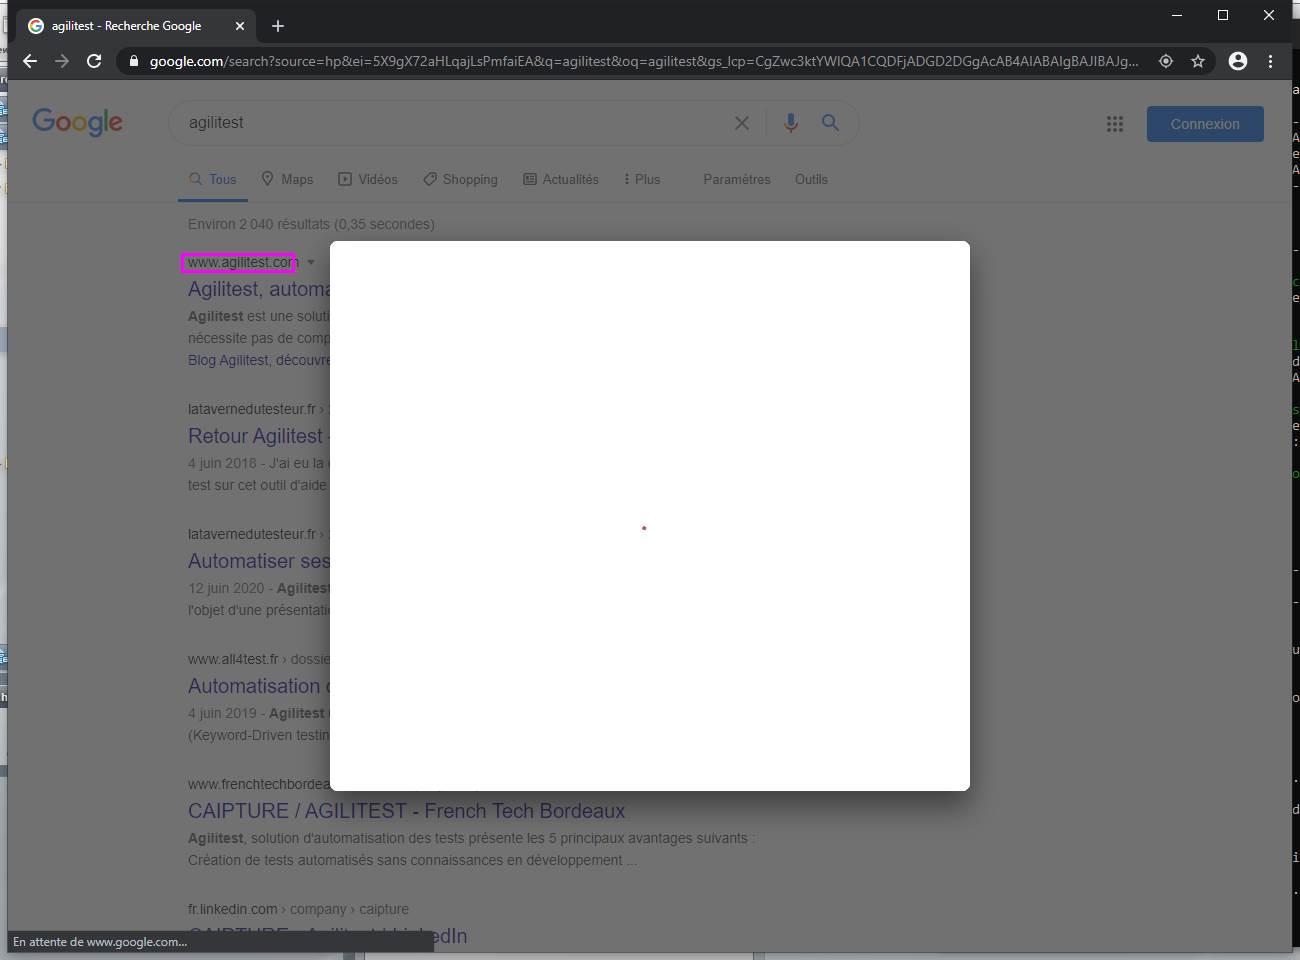 agilitest - Recherche Google
google.com/search?source=hp&ei=5X9gX72aHLqajLsPmfaiEA&q=agilitest&oq=agilitest&gs_lcp=CgZwc3ktYWIQA1CQDFjADGD2DGgAcAB4AIABAIgBAJIBAJg...
Google
agilitest
Connexion
Tous Maps Vidéos Shopping Actualités Plus Paramètres Outils
Environ 2 040 résultats (0,35 secondes)
www.agilitest.com
Agilitest, automa
Agilitest est une soluti
nécessite pas de comp
Blog Agilitest, découvre
latavernedutesteur.fr ›
Retour Agilitest -
4 juin 2018 - J'ai eu la
test sur cet outil d'aide
latavernedutesteur.fr ›
Automatiser ses
12 juin 2020 - Agilitest
l'objet d'une présentatio
www.all4test.fr › dossie
Automatisation
4 juin 2019 - Agilitest
(Keyword-Driven testin
www.frenchtechbordea
CAIPTURE / AGILITEST - French Tech Bordeaux
Agilitest, solution d'automatisation des tests présente les 5 principaux avantages suivants :
Création de tests automatisés sans connaissances en développement ...
fr.linkedin.com › company › caipture
CAIPTURE - Agilitest | LinkedIn
En attente de www.google.com...